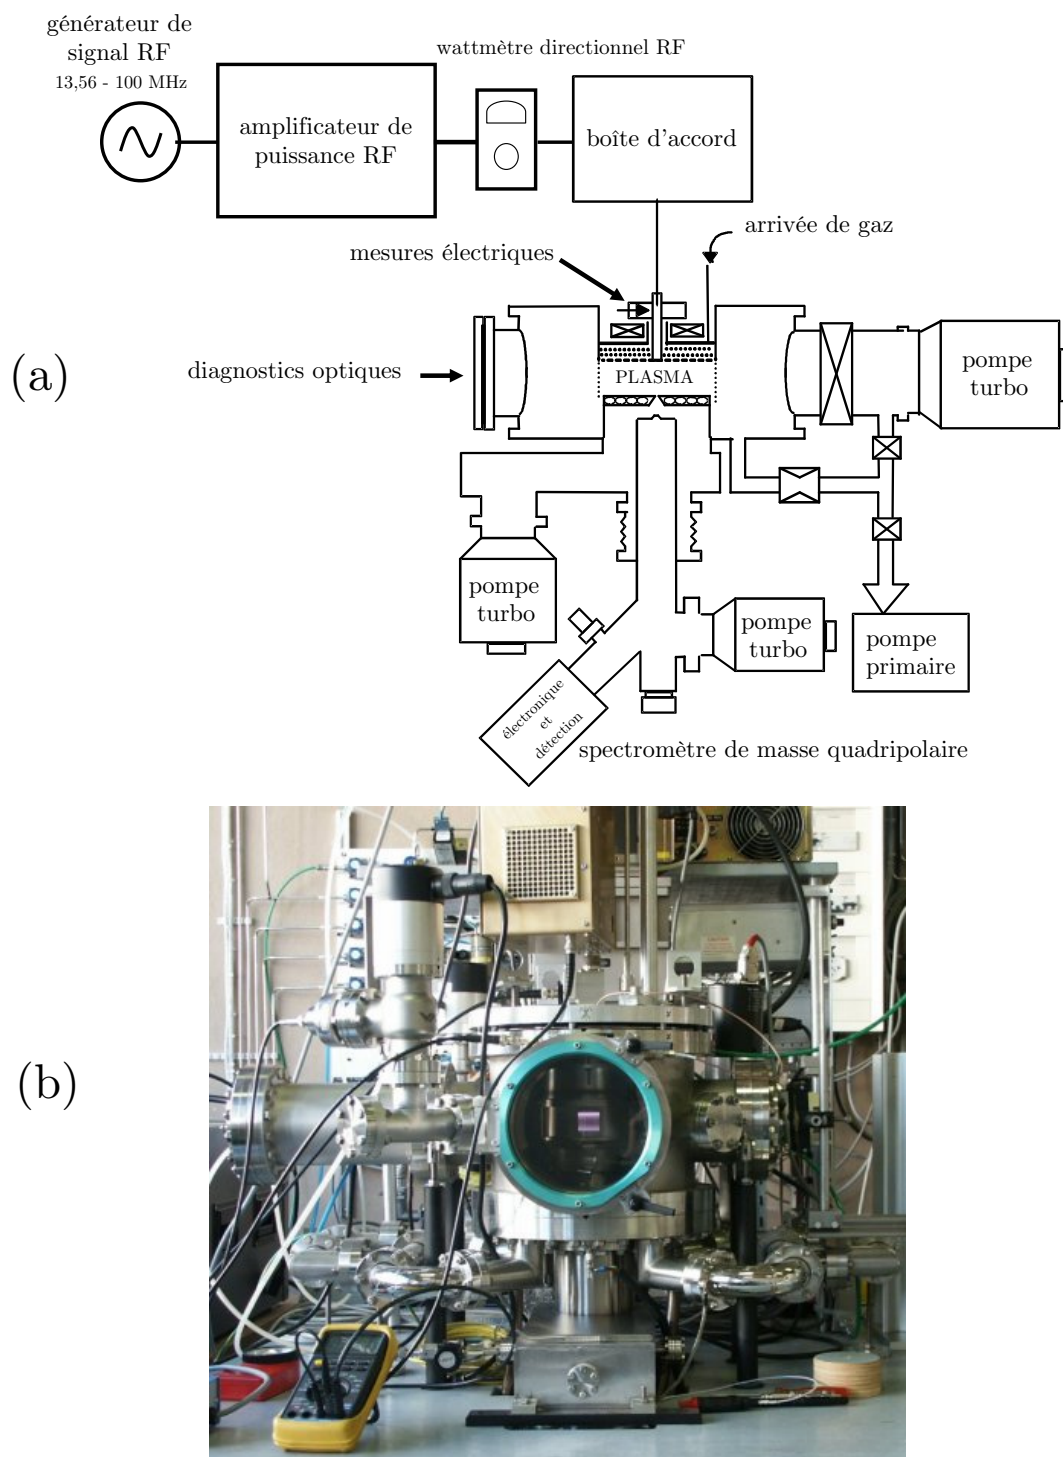 générateur de
signal RF
13,56 - 100 MHz
wattmètre directionnel RF
amplificateur de
puissance RF
boîte d'accord
arrivée de gaz
mesures électriques
(a)
diagnostics optiques
PLASMA
pompe
turbo
pompe
turbo
pompe
turbo
pompe
primaire
électronique
et
détection
spectromètre de masse quadripolaire
(b)